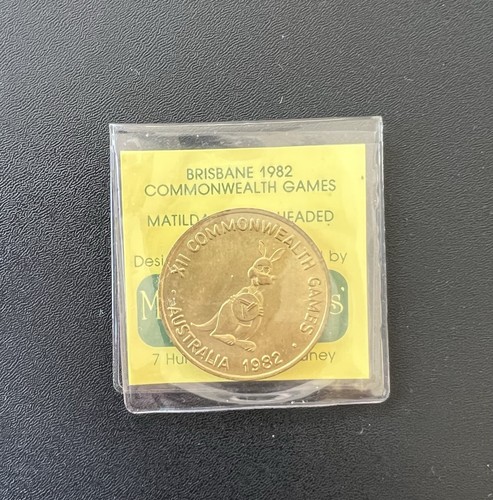 BRISBANE 1982
COMMONWEALTH GAMES
MATILDA HEADED
Desi by
M s'
7 Hu ney
XII COMMONWEALTH GAMES
AUSTRALIA 1982